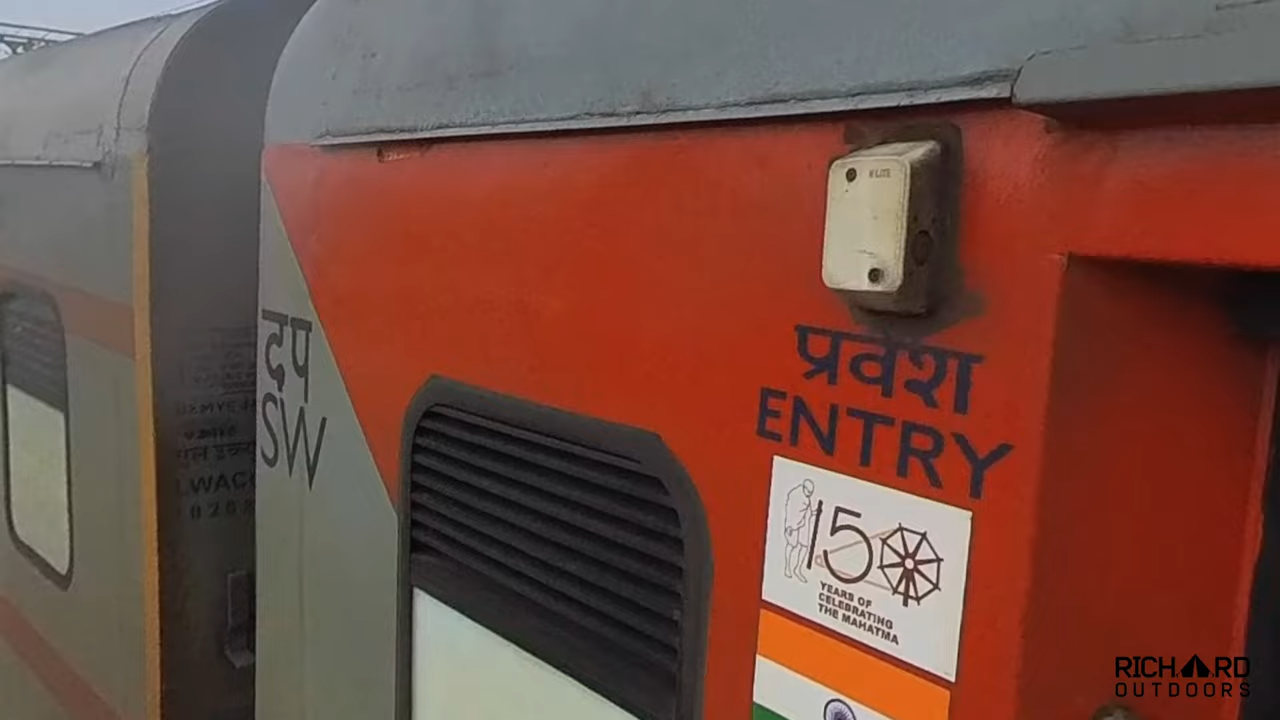 दप
SW
प्रवेश
ENTRY
150
YEARS OF
CELEBRATING
THE MAHATMA
RICHARD
OUTDOORS